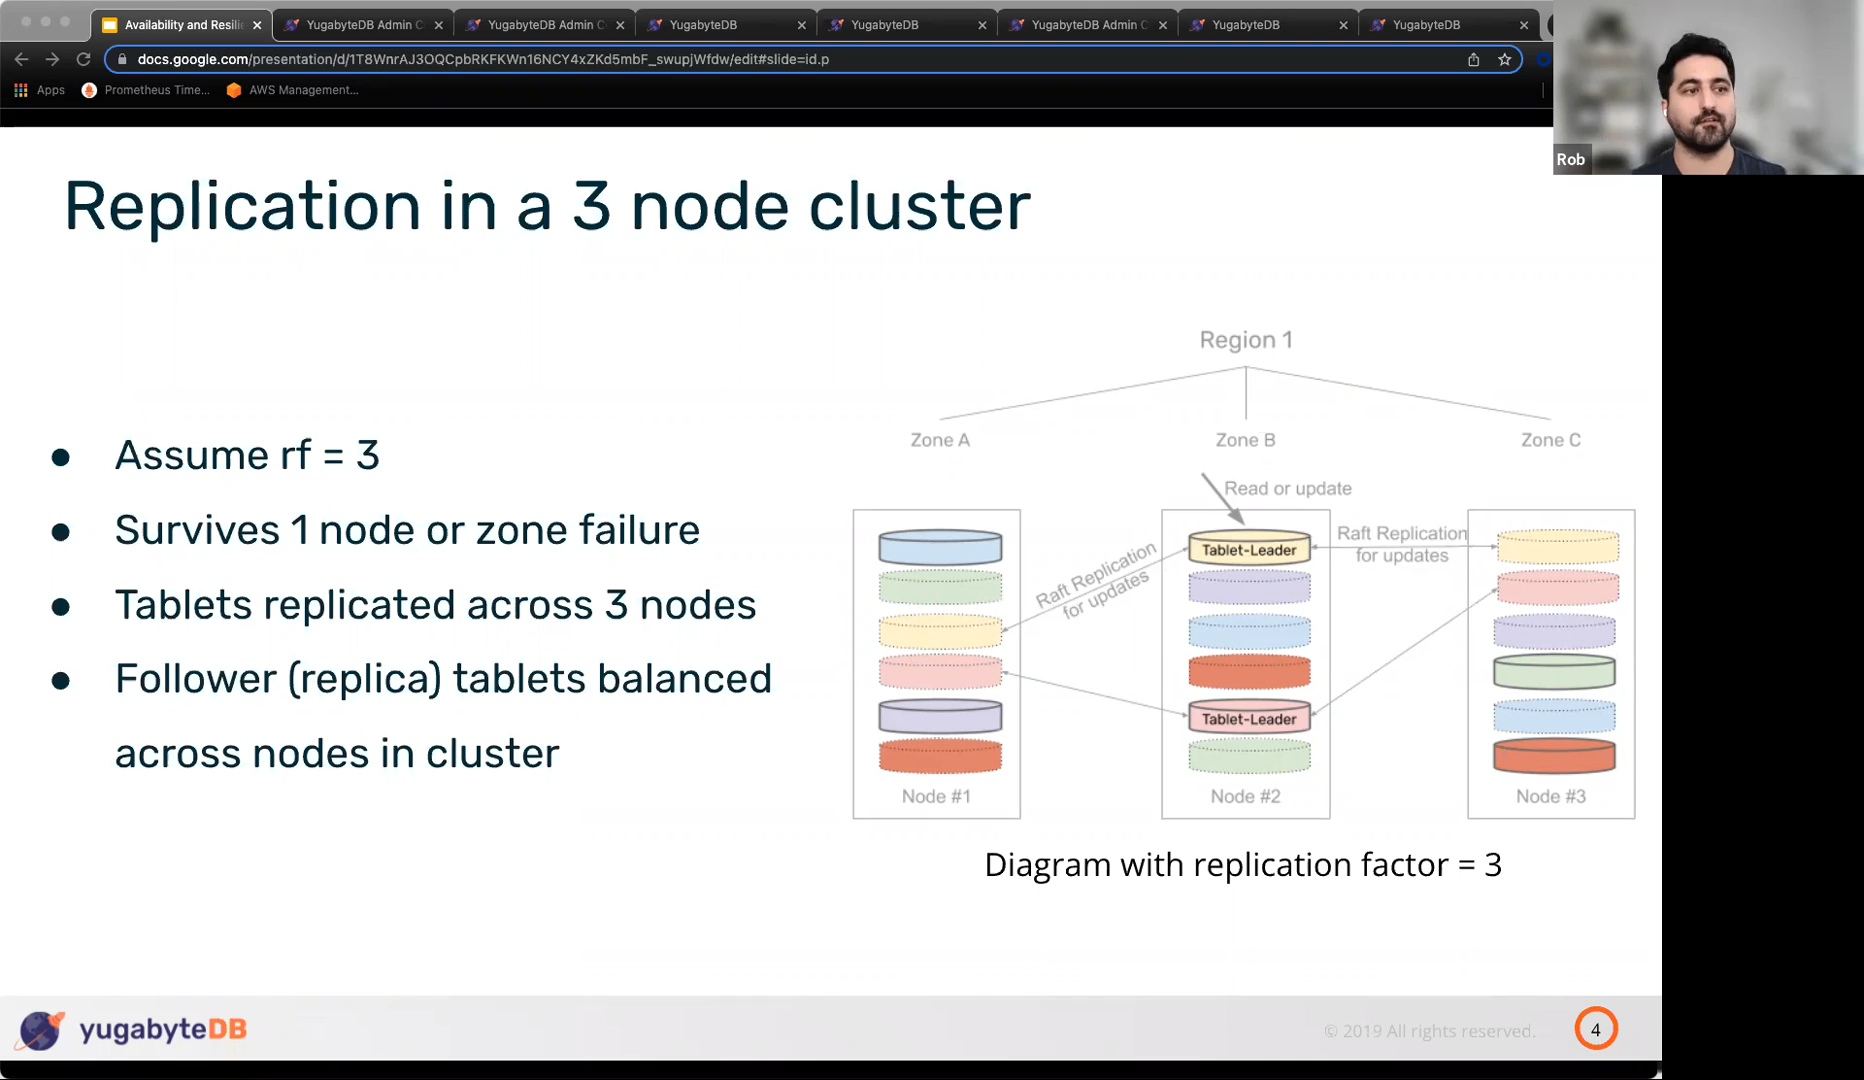 Availability and Resili
YugabyteDB Admin C
YugabyteDB Admin C
YugabyteDB
YugabyteDB
YugabyteDB Admin C
YugabyteDB
YugabyteDB
docs.google.com/presentation/d/1T8WnrAJ3OQCpbRKFKWn16NCY4xZKd5mbF_swupjWfdw/edit#slide=id.p
Apps
Prometheus Time...
AWS Management...
Rob
Replication in a 3 node cluster
● Assume rf = 3
● Survives 1 node or zone failure
● Tablets replicated across 3 nodes
● Follower (replica) tablets balanced
across nodes in cluster
Region 1
Zone A
Zone B
Zone C
Read or update
Raft Replication
for updates
Raft Replication
for updates
Tablet-Leader
Tablet-Leader
Node #1
Node #2
Node #3
Diagram with replication factor = 3
yugabyteDB
© 2019 All rights reserved.
4